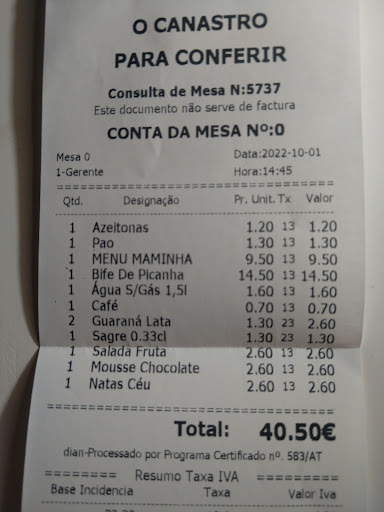 O CANASTRO
PARA CONFERIR
Consulta de Mesa N:5737
Este documento não serve de factura
CONTA DA MESA Nº:0
Mesa 0 Data:2022-10-01
1-Gerente Hora:14:45
Qtd. Designação Pr. Unit. Tx Valor
1 Azeitonas 1.20 13 1.20
1 Pao 1.30 13 1.30
1 MENU MAMINHA 9.50 13 9.50
1 Bife De Picanha 14.50 13 14.50
1 Água S/Gás 1,5l 1.60 13 1.60
1 Café 0.70 13 0.70
2 Guaraná Lata 1.30 23 2.60
1 Sagre 0.33cl 1.30 23 1.30
1 Salada Fruta 2.60 13 2.60
1 Mousse Chocolate 2.60 13 2.60
1 Natas Céu 2.60 13 2.60
Total: 40.50€
dian-Processado por Programa Certificado nº. 583/AT
======== Resumo Taxa IVA =========
Base Incidencia Taxa Valor Iva